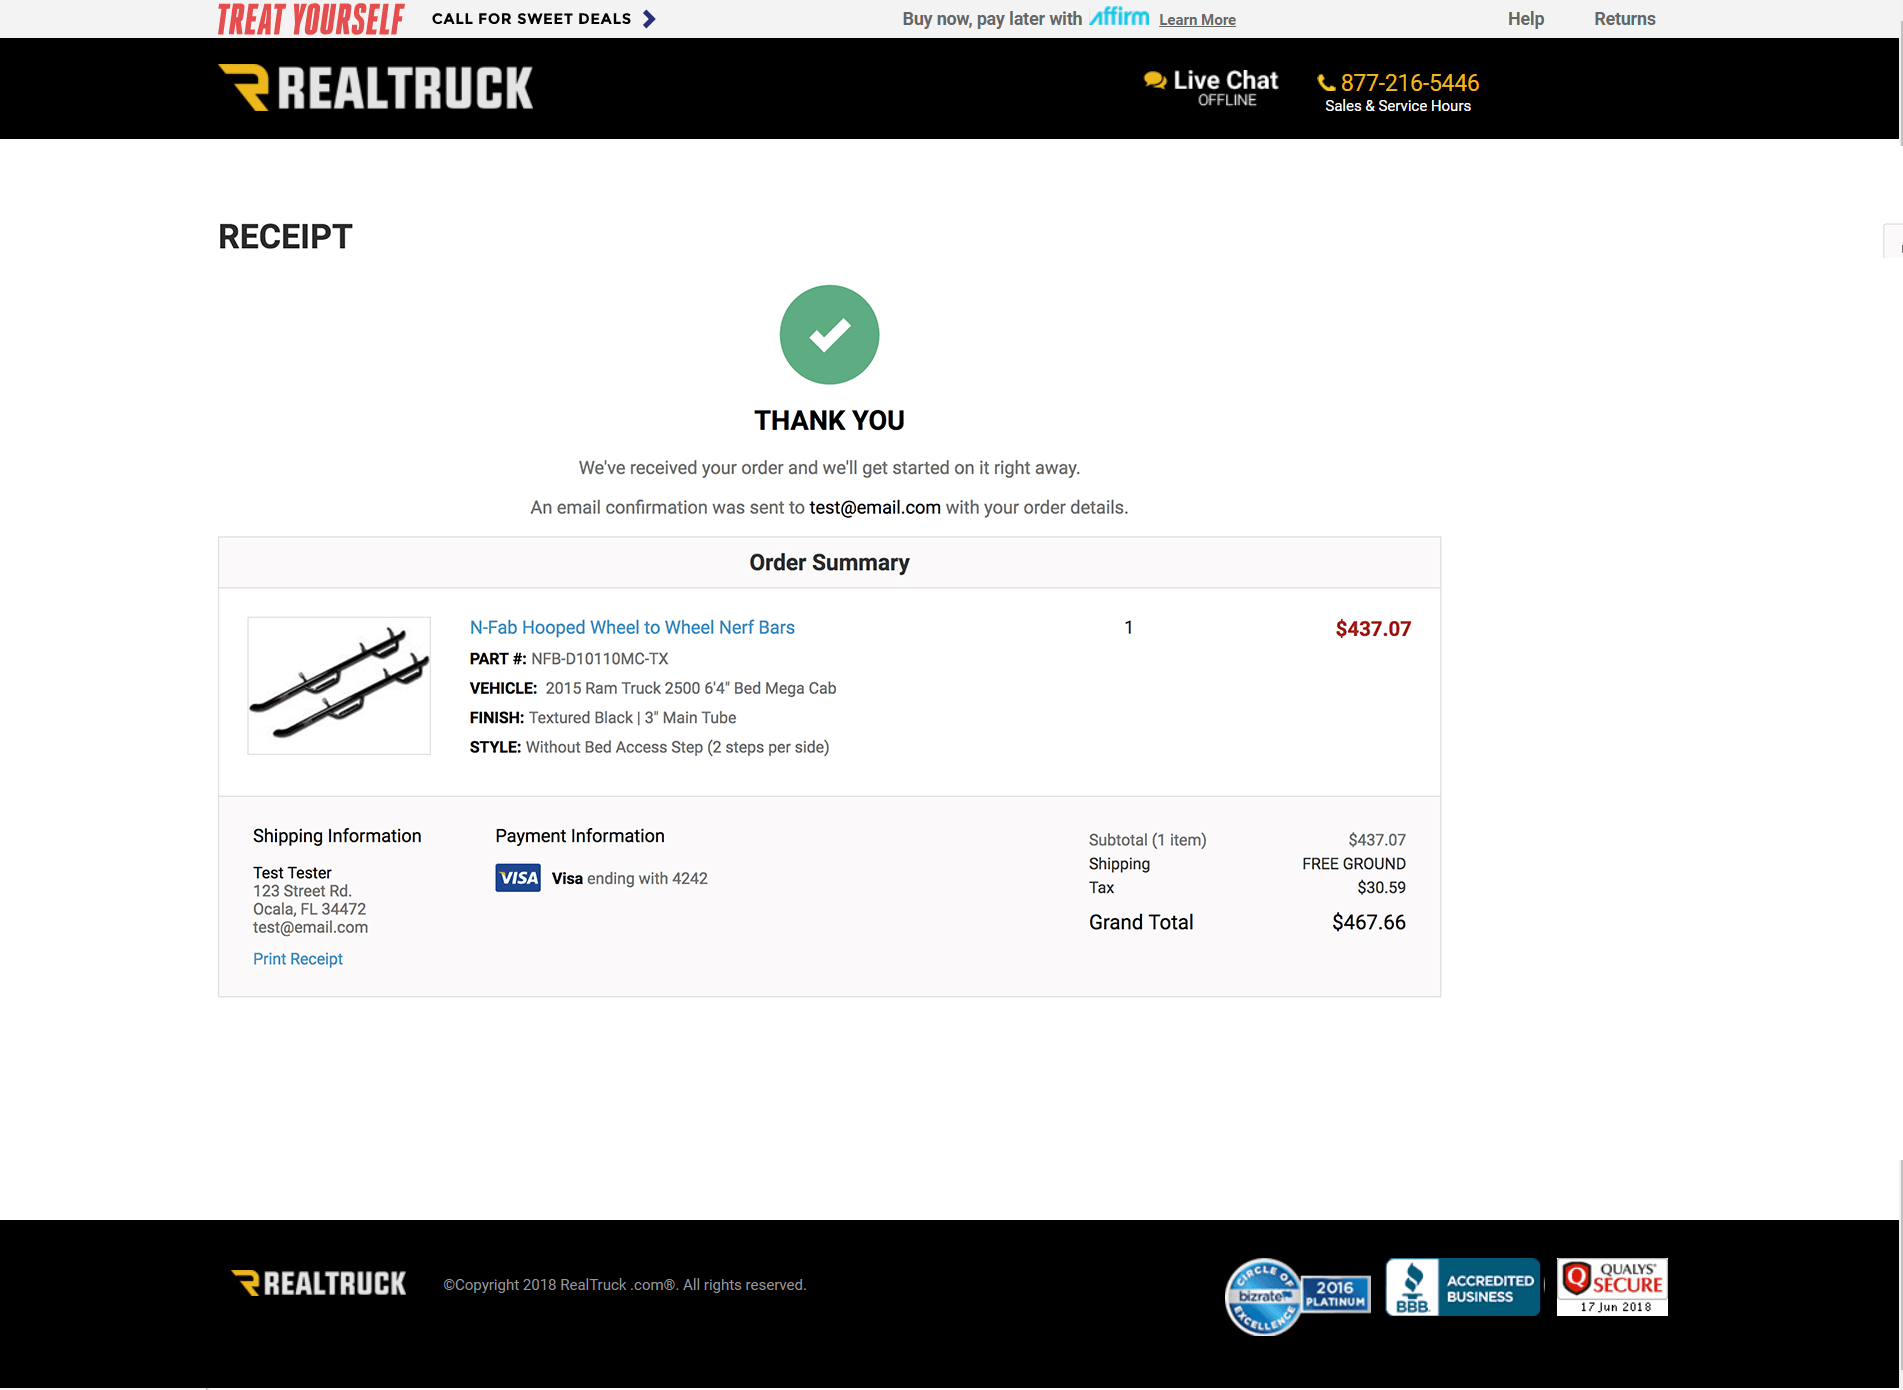 TREAT YOURSELF CALL FOR SWEET DEALS Buy now, pay later with affirm Learn More Help Returns
REALTRUCK Live Chat 877-216-5446
OFFLINE Sales & Service Hours
RECEIPT
THANK YOU
We've received your order and we'll get started on it right away.
An email confirmation was sent to test@email.com with your order details.
Order Summary
N-Fab Hooped Wheel to Wheel Nerf Bars 1 $437.07
PART #: NFB-D10110MC-TX
VEHICLE: 2015 Ram Truck 2500 6'4" Bed Mega Cab
FINISH: Textured Black | 3" Main Tube
STYLE: Without Bed Access Step (2 steps per side)
Shipping Information
Test Tester
123 Street Rd.
Ocala, FL 34472
test@email.com
Print Receipt
Payment Information
VISA Visa ending with 4242
Subtotal (1 item) $437.07
Shipping FREE GROUND
Tax $30.59
Grand Total $467.66
REALTRUCK ©Copyright 2018 RealTruck .com®. All rights reserved.
CIRCLE OF
bizrate
EXCELLENCE
2016
PLATINUM
BBB.
ACCREDITED
BUSINESS
QUALYS®
SECURE
17 Jun 2018